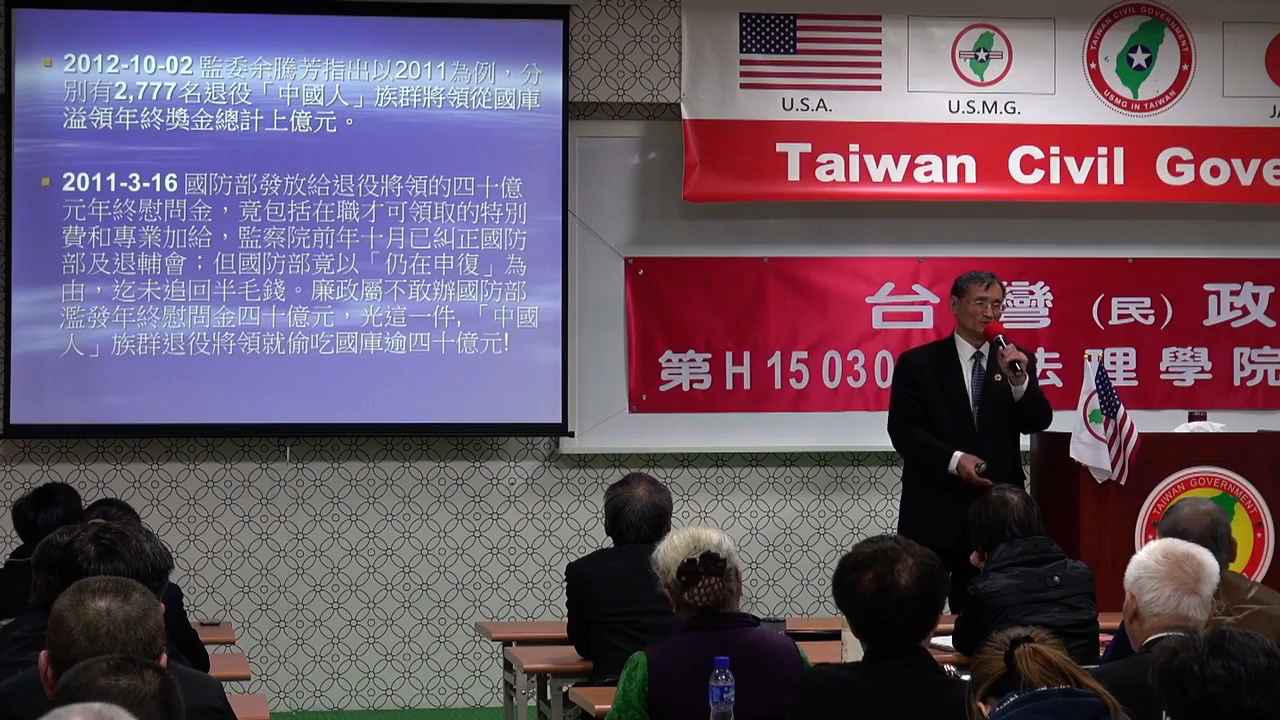 2012-10-02 監委余騰芳指出以2011為例，分
別有2,777名退役「中國人」族群將領從國庫
溢領年終獎金總計上億元。
2011-3-16 國防部發放給退役將領的四十億
元年終慰問金，竟包括在職才可領取的特別
費和專業加給，監察院前年十月已糾正國防
部及退輔會；但國防部竟以「仍在申復」為
由，迄未追回半毛錢。廉政屬不敢辦國防部
濫發年終慰問金四十億元，光這一件,「中國
人」族群退役將領就偷吃國庫逾四十億元!
U.S.A.
U.S.M.G.
TAIWAN CIVIL GOVERNMENT
USMG IN TAIWAN
JA
Taiwan Civil Gove
台灣（民）政
第H 15 030
法理學院
TAIWAN GOVERNMENT